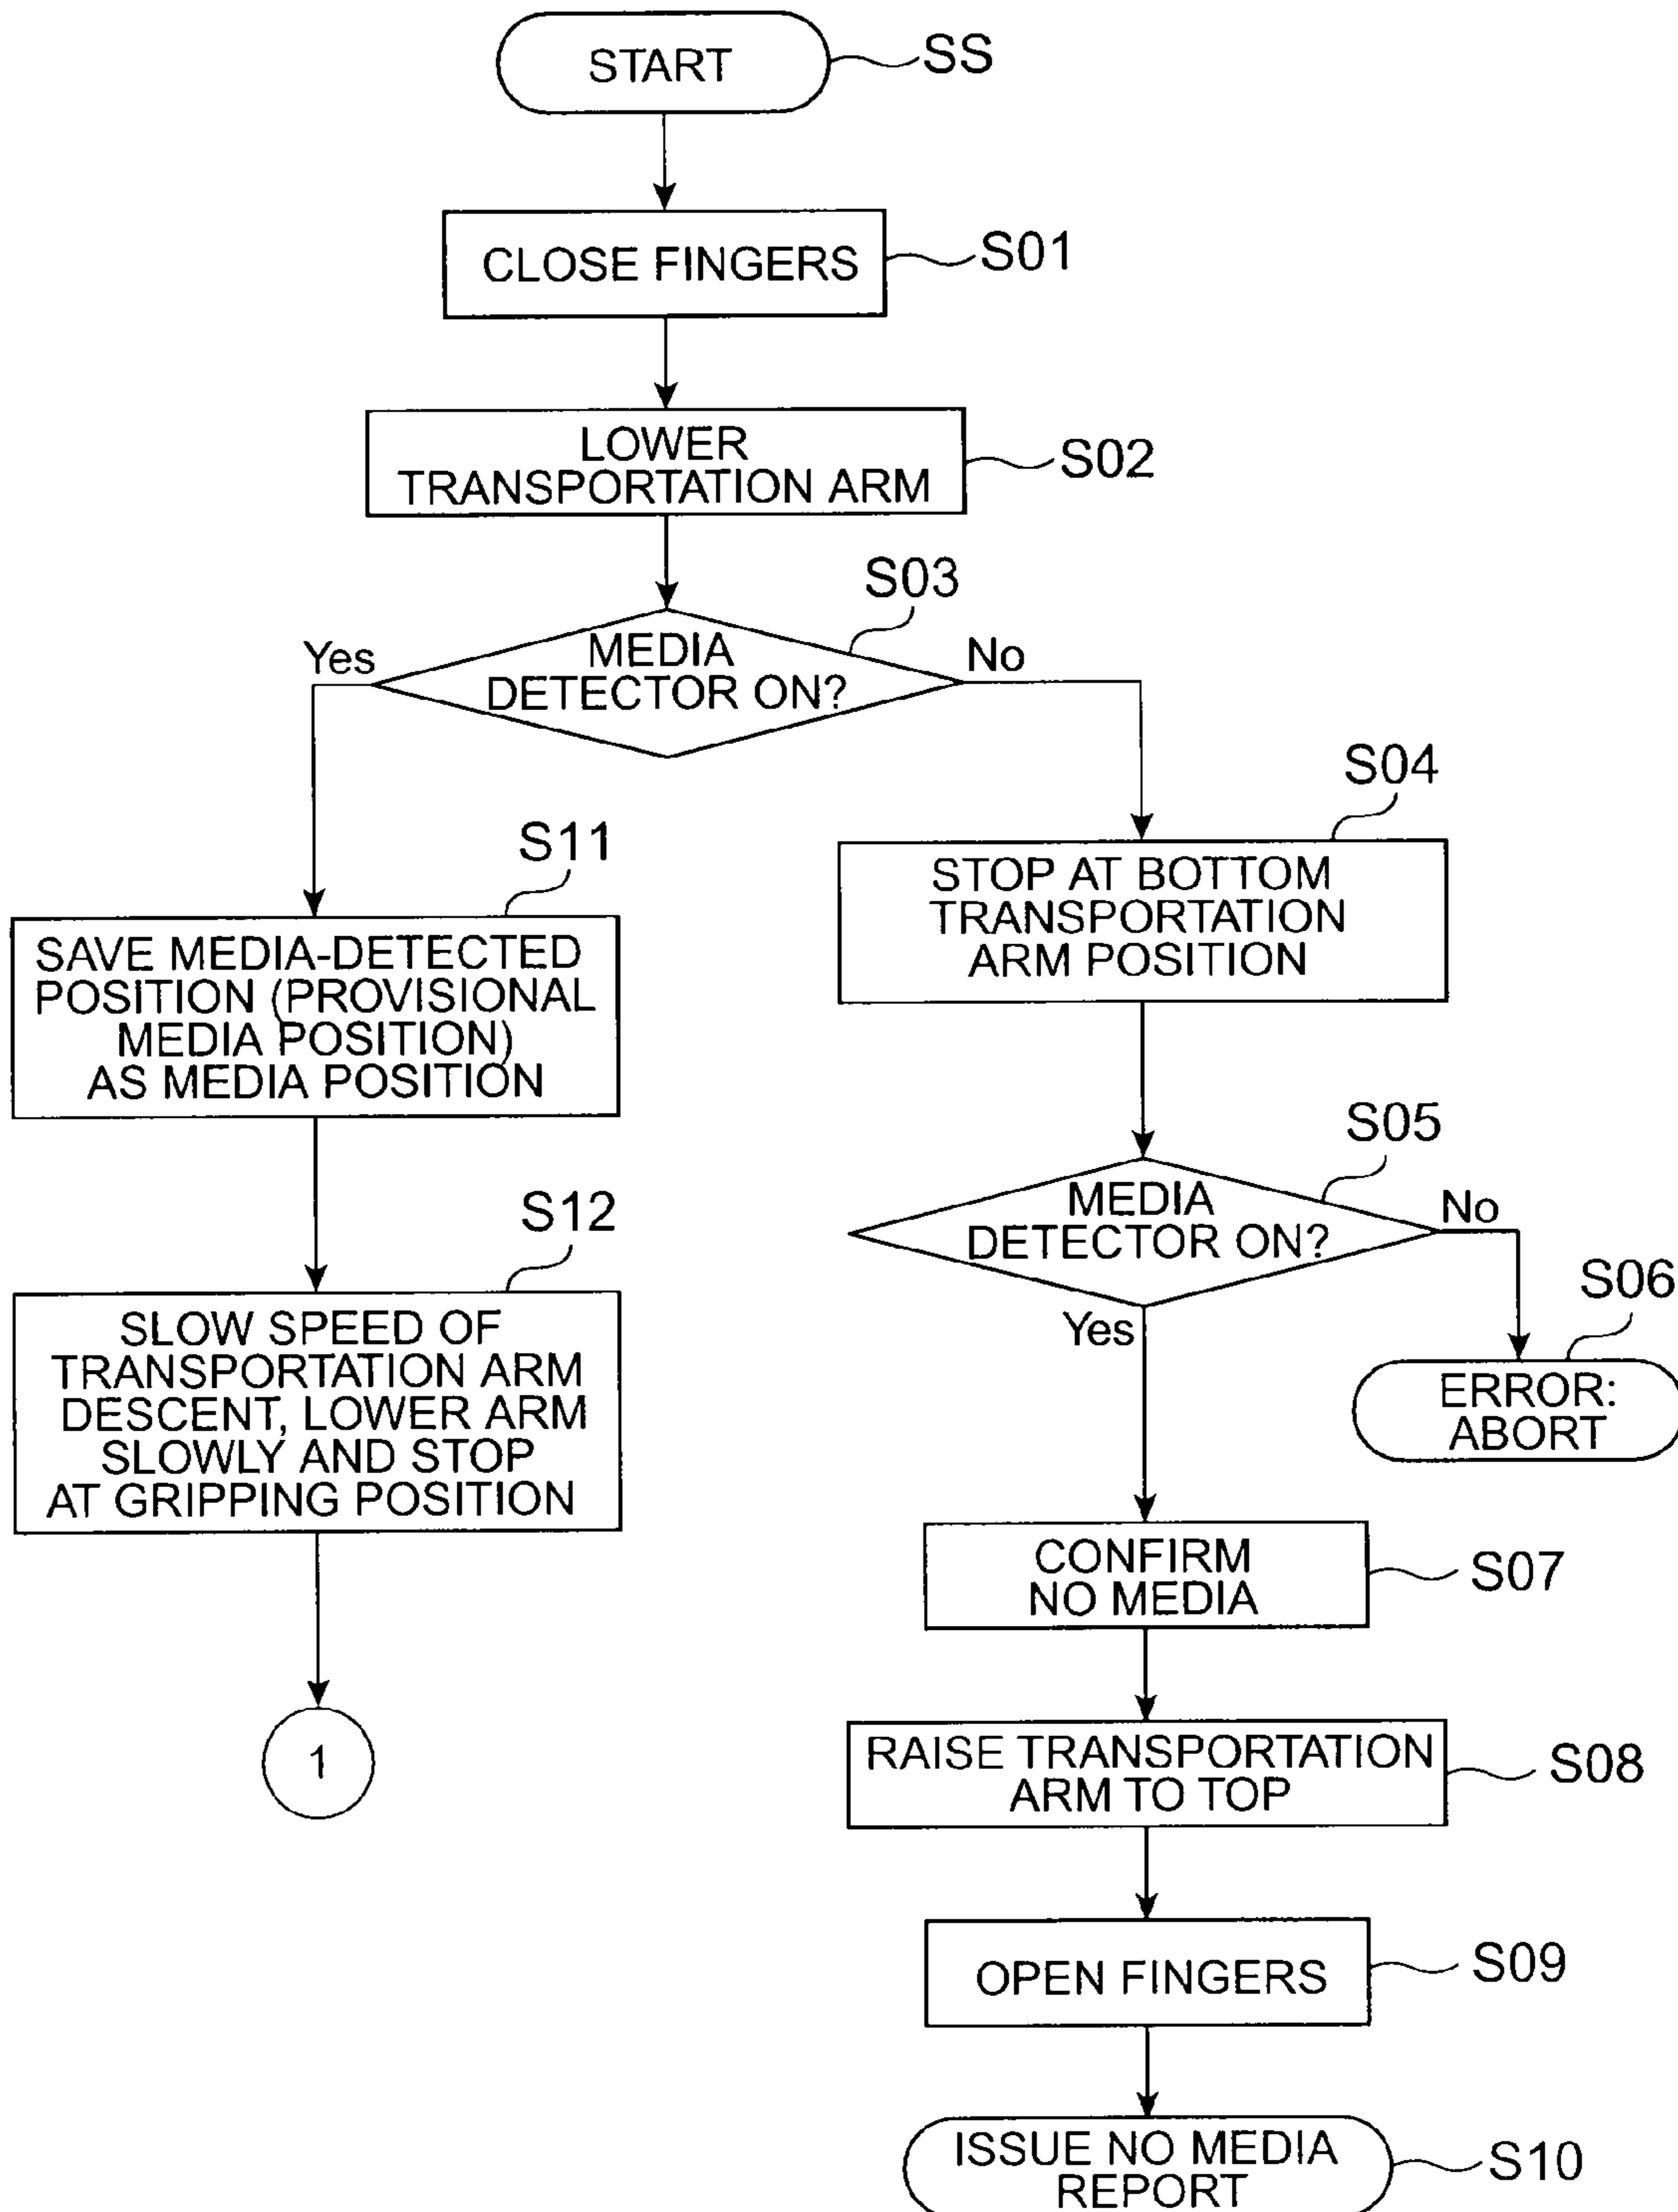 START
SS
CLOSE FINGERS
S01
LOWER
TRANSPORTATION ARM
S02
S03
MEDIA
DETECTOR ON?
Yes
No
S04
STOP AT BOTTOM
TRANSPORTATION
ARM POSITION
S11
SAVE MEDIA-DETECTED
POSITION (PROVISIONAL
MEDIA POSITION)
AS MEDIA POSITION
S05
MEDIA
DETECTOR ON?
No
Yes
S06
ERROR:
ABORT
S12
SLOW SPEED OF
TRANSPORTATION ARM
DESCENT, LOWER ARM
SLOWLY AND STOP
AT GRIPPING POSITION
1
CONFIRM
NO MEDIA
S07
RAISE TRANSPORTATION
ARM TO TOP
S08
OPEN FINGERS
S09
ISSUE NO MEDIA
REPORT
S10